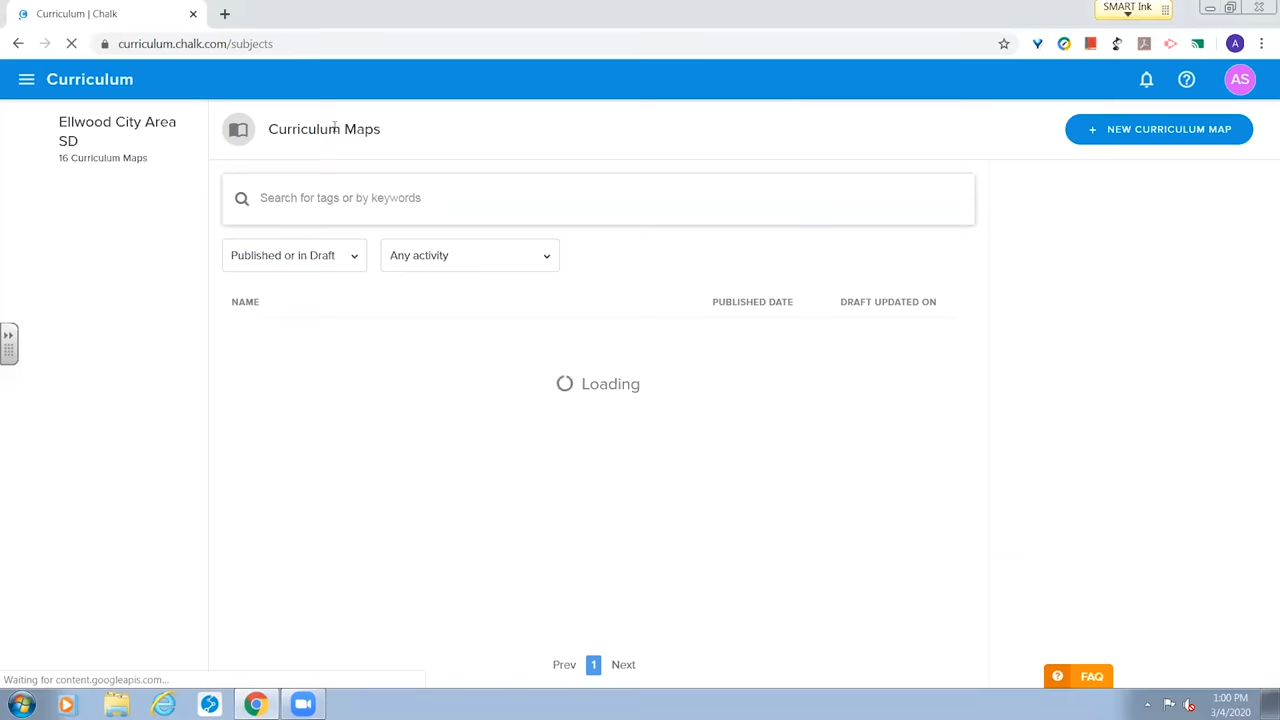 Curriculum | Chalk
SMART Ink
curriculum.chalk.com/subjects
A
Curriculum
AS
Ellwood City Area
SD
16 Curriculum Maps
Curriculum Maps
+ NEW CURRICULUM MAP
Search for tags or by keywords
Published or in Draft
Any activity
NAME
PUBLISHED DATE
DRAFT UPDATED ON
Loading
Prev
1
Next
Waiting for content.googleapis.com...
? FAQ
1:00 PM
3/4/2020